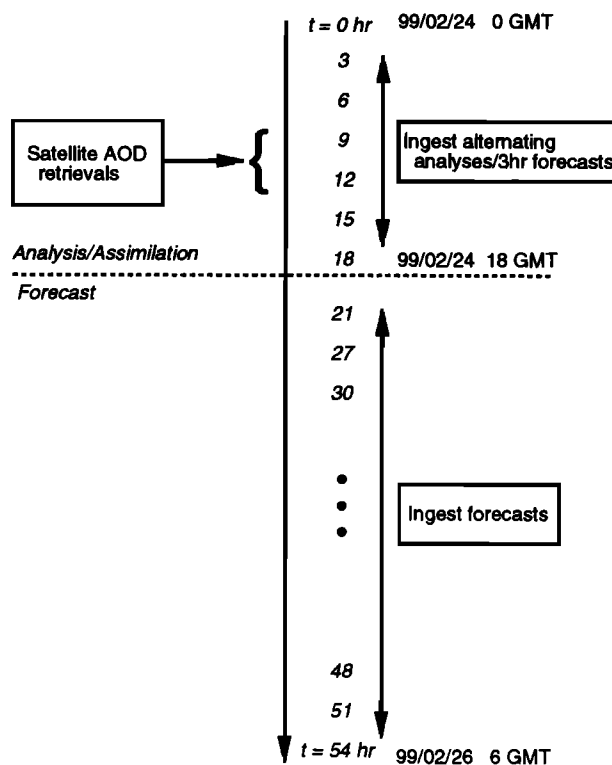 t = 0 hr 99/02/24 0 GMT
3
6
9
12
15
18 99/02/24 18 GMT
Satellite AOD
retrievals
Ingest alternating
analyses/3hr forecasts
Analysis/Assimilation
Forecast
21
27
30
Ingest forecasts
48
51
t = 54 hr 99/02/26 6 GMT